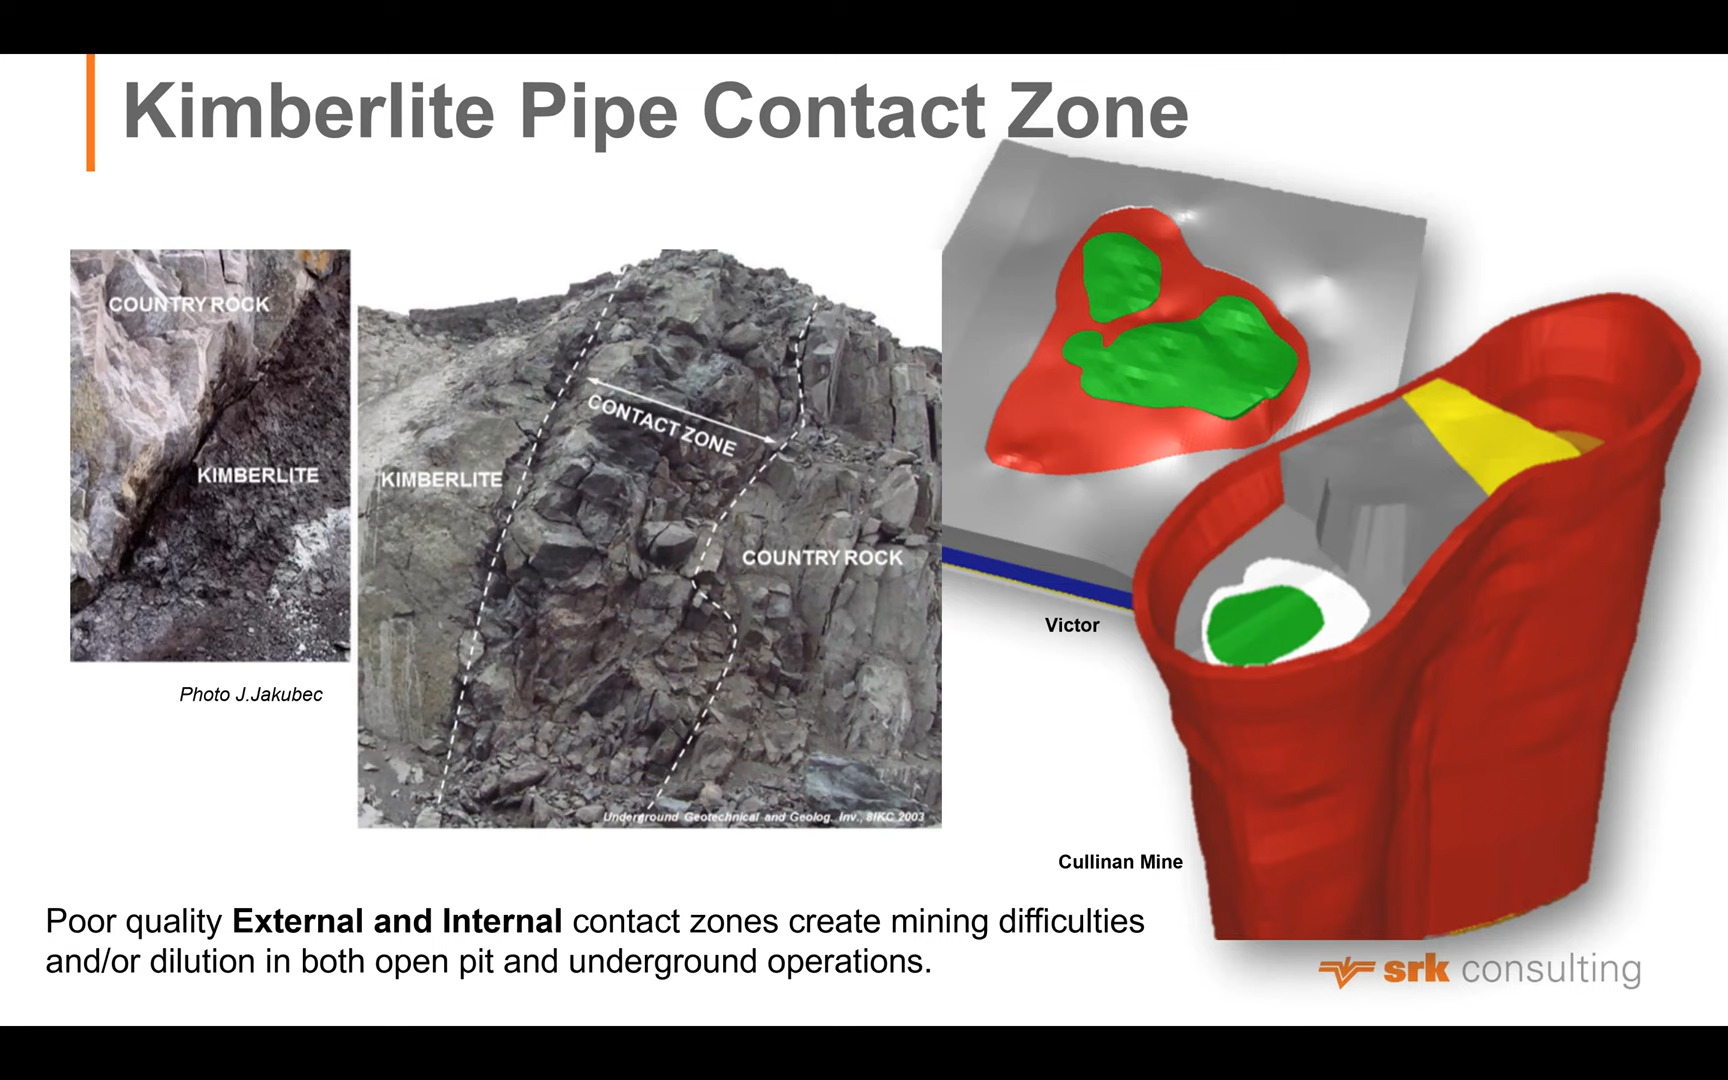 Kimberlite Pipe Contact Zone
COUNTRY ROCK
KIMBERLITE
Photo J.Jakubec
CONTACT ZONE
KIMBERLITE
COUNTRY ROCK
Underground Geotechnical and Geolog. Inv., 8IKC 2003
Victor
Cullinan Mine
Poor quality External and Internal contact zones create mining difficulties
and/or dilution in both open pit and underground operations.
srk consulting